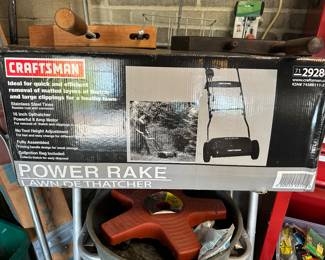 CRAFTSMAN
Ideal for quick and efficient
removal of matted layers of thatch
and large clippings for a healthy lawn
Stainless Steel Tines
16 Inch Dethatcher
Powerful 8 Amp Motor
No Tool Height Adjustment
Fully Assembled
Collection Bag Included
71 2928
POWER RAKE
LAWN DETHATCHER